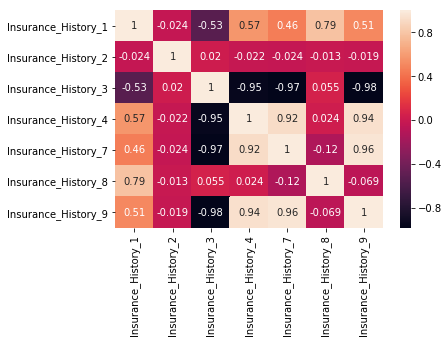 Insurance_History_1 1 -0.024 -0.53 0.57 0.46 0.79 0.51
Insurance_History_2 -0.024 1 0.02 -0.022 -0.024 -0.013 -0.019
Insurance_History_3 -0.53 0.02 1 -0.95 -0.97 0.055 -0.98
Insurance_History_4 0.57 -0.022 -0.95 1 0.92 0.024 0.94
Insurance_History_7 0.46 -0.024 -0.97 0.92 1 -0.12 0.96
Insurance_History_8 0.79 -0.013 0.055 0.024 -0.12 1 -0.069
Insurance_History_9 0.51 -0.019 -0.98 0.94 0.96 -0.069 1
Insurance_History_1
Insurance_History_2
Insurance_History_3
Insurance_History_4
Insurance_History_7
Insurance_History_8
Insurance_History_9
0.8
0.4
0.0
-0.4
-0.8